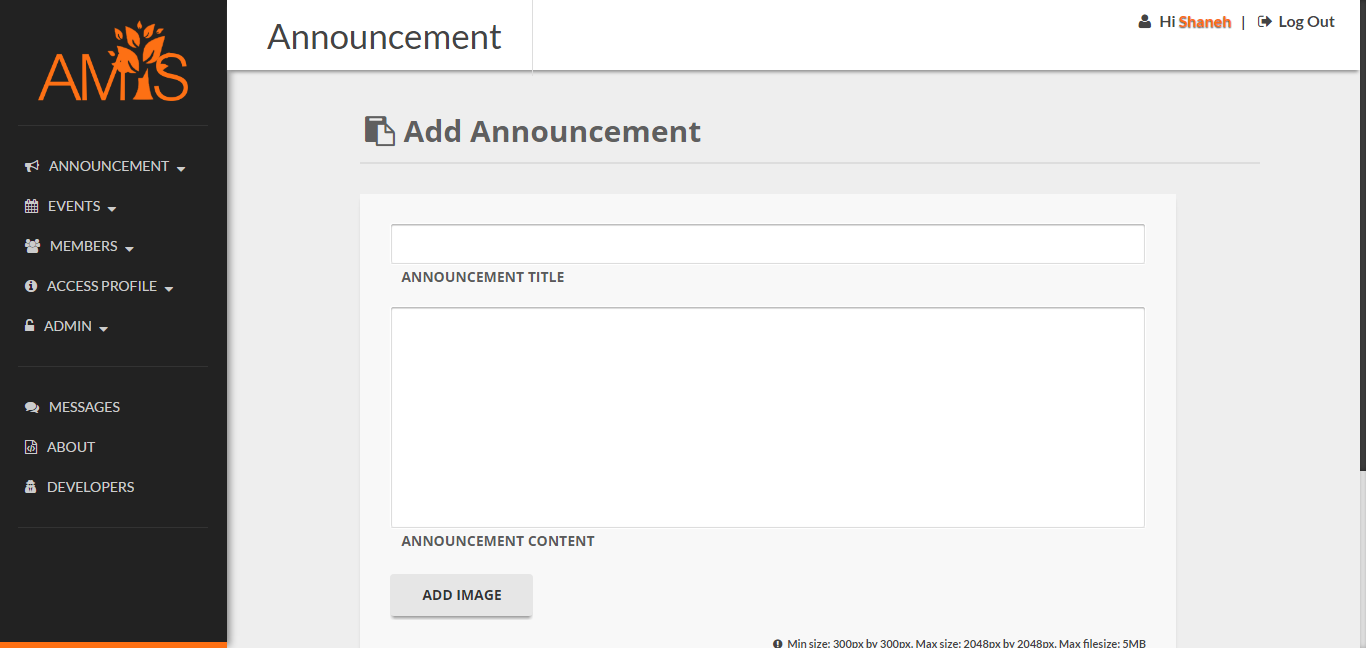 AMIS
ANNOUNCEMENT
EVENTS
MEMBERS
ACCESS PROFILE
ADMIN
MESSAGES
ABOUT
DEVELOPERS
Announcement
Hi Shaneh | Log Out
Add Announcement
ANNOUNCEMENT TITLE
ANNOUNCEMENT CONTENT
ADD IMAGE
Min size: 300px by 300px. Max size: 2048px by 2048px. Max filesize: 5MB